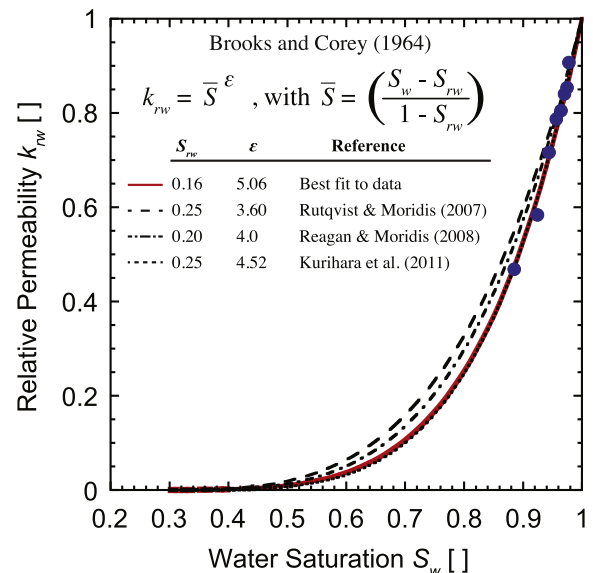 Brooks and Corey (1964)
k_rw = S̅ ^ε , with S̅ = (S_w - S_rw / 1 - S_rw)
S_rw ε Reference
0.16 5.06 Best fit to data
0.25 3.60 Rutqvist & Moridis (2007)
0.20 4.0 Reagan & Moridis (2008)
0.25 4.52 Kurihara et al. (2011)
Relative Permeability k_rw [ ]
1
0.8
0.6
0.4
0.2
0
0.2 0.3 0.4 0.5 0.6 0.7 0.8 0.9 1
Water Saturation S_w [ ]